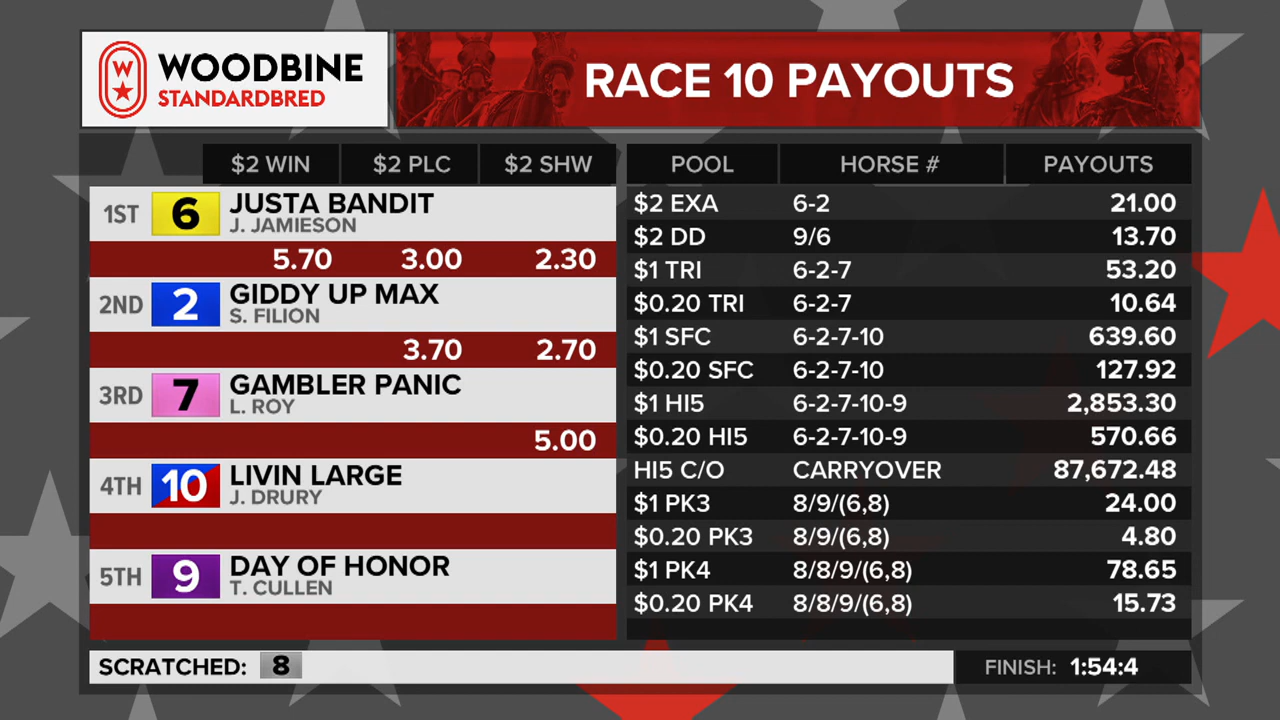 W
WOODBINE
STANDARDBRED
RACE 10 PAYOUTS
$2 WIN $2 PLC $2 SHW
1ST 6 JUSTA BANDIT
J. JAMIESON
5.70 3.00 2.30
2ND 2 GIDDY UP MAX
S. FILION
3.70 2.70
3RD 7 GAMBLER PANIC
L. ROY
5.00
4TH 10 LIVIN LARGE
J. DRURY
5TH 9 DAY OF HONOR
T. CULLEN
POOL HORSE # PAYOUTS
$2 EXA 6-2 21.00
$2 DD 9/6 13.70
$1 TRI 6-2-7 53.20
$0.20 TRI 6-2-7 10.64
$1 SFC 6-2-7-10 639.60
$0.20 SFC 6-2-7-10 127.92
$1 HI5 6-2-7-10-9 2,853.30
$0.20 HI5 6-2-7-10-9 570.66
HI5 C/O CARRYOVER 87,672.48
$1 PK3 8/9/(6,8) 24.00
$0.20 PK3 8/9/(6,8) 4.80
$1 PK4 8/8/9/(6,8) 78.65
$0.20 PK4 8/8/9/(6,8) 15.73
SCRATCHED: 8
FINISH: 1:54:4